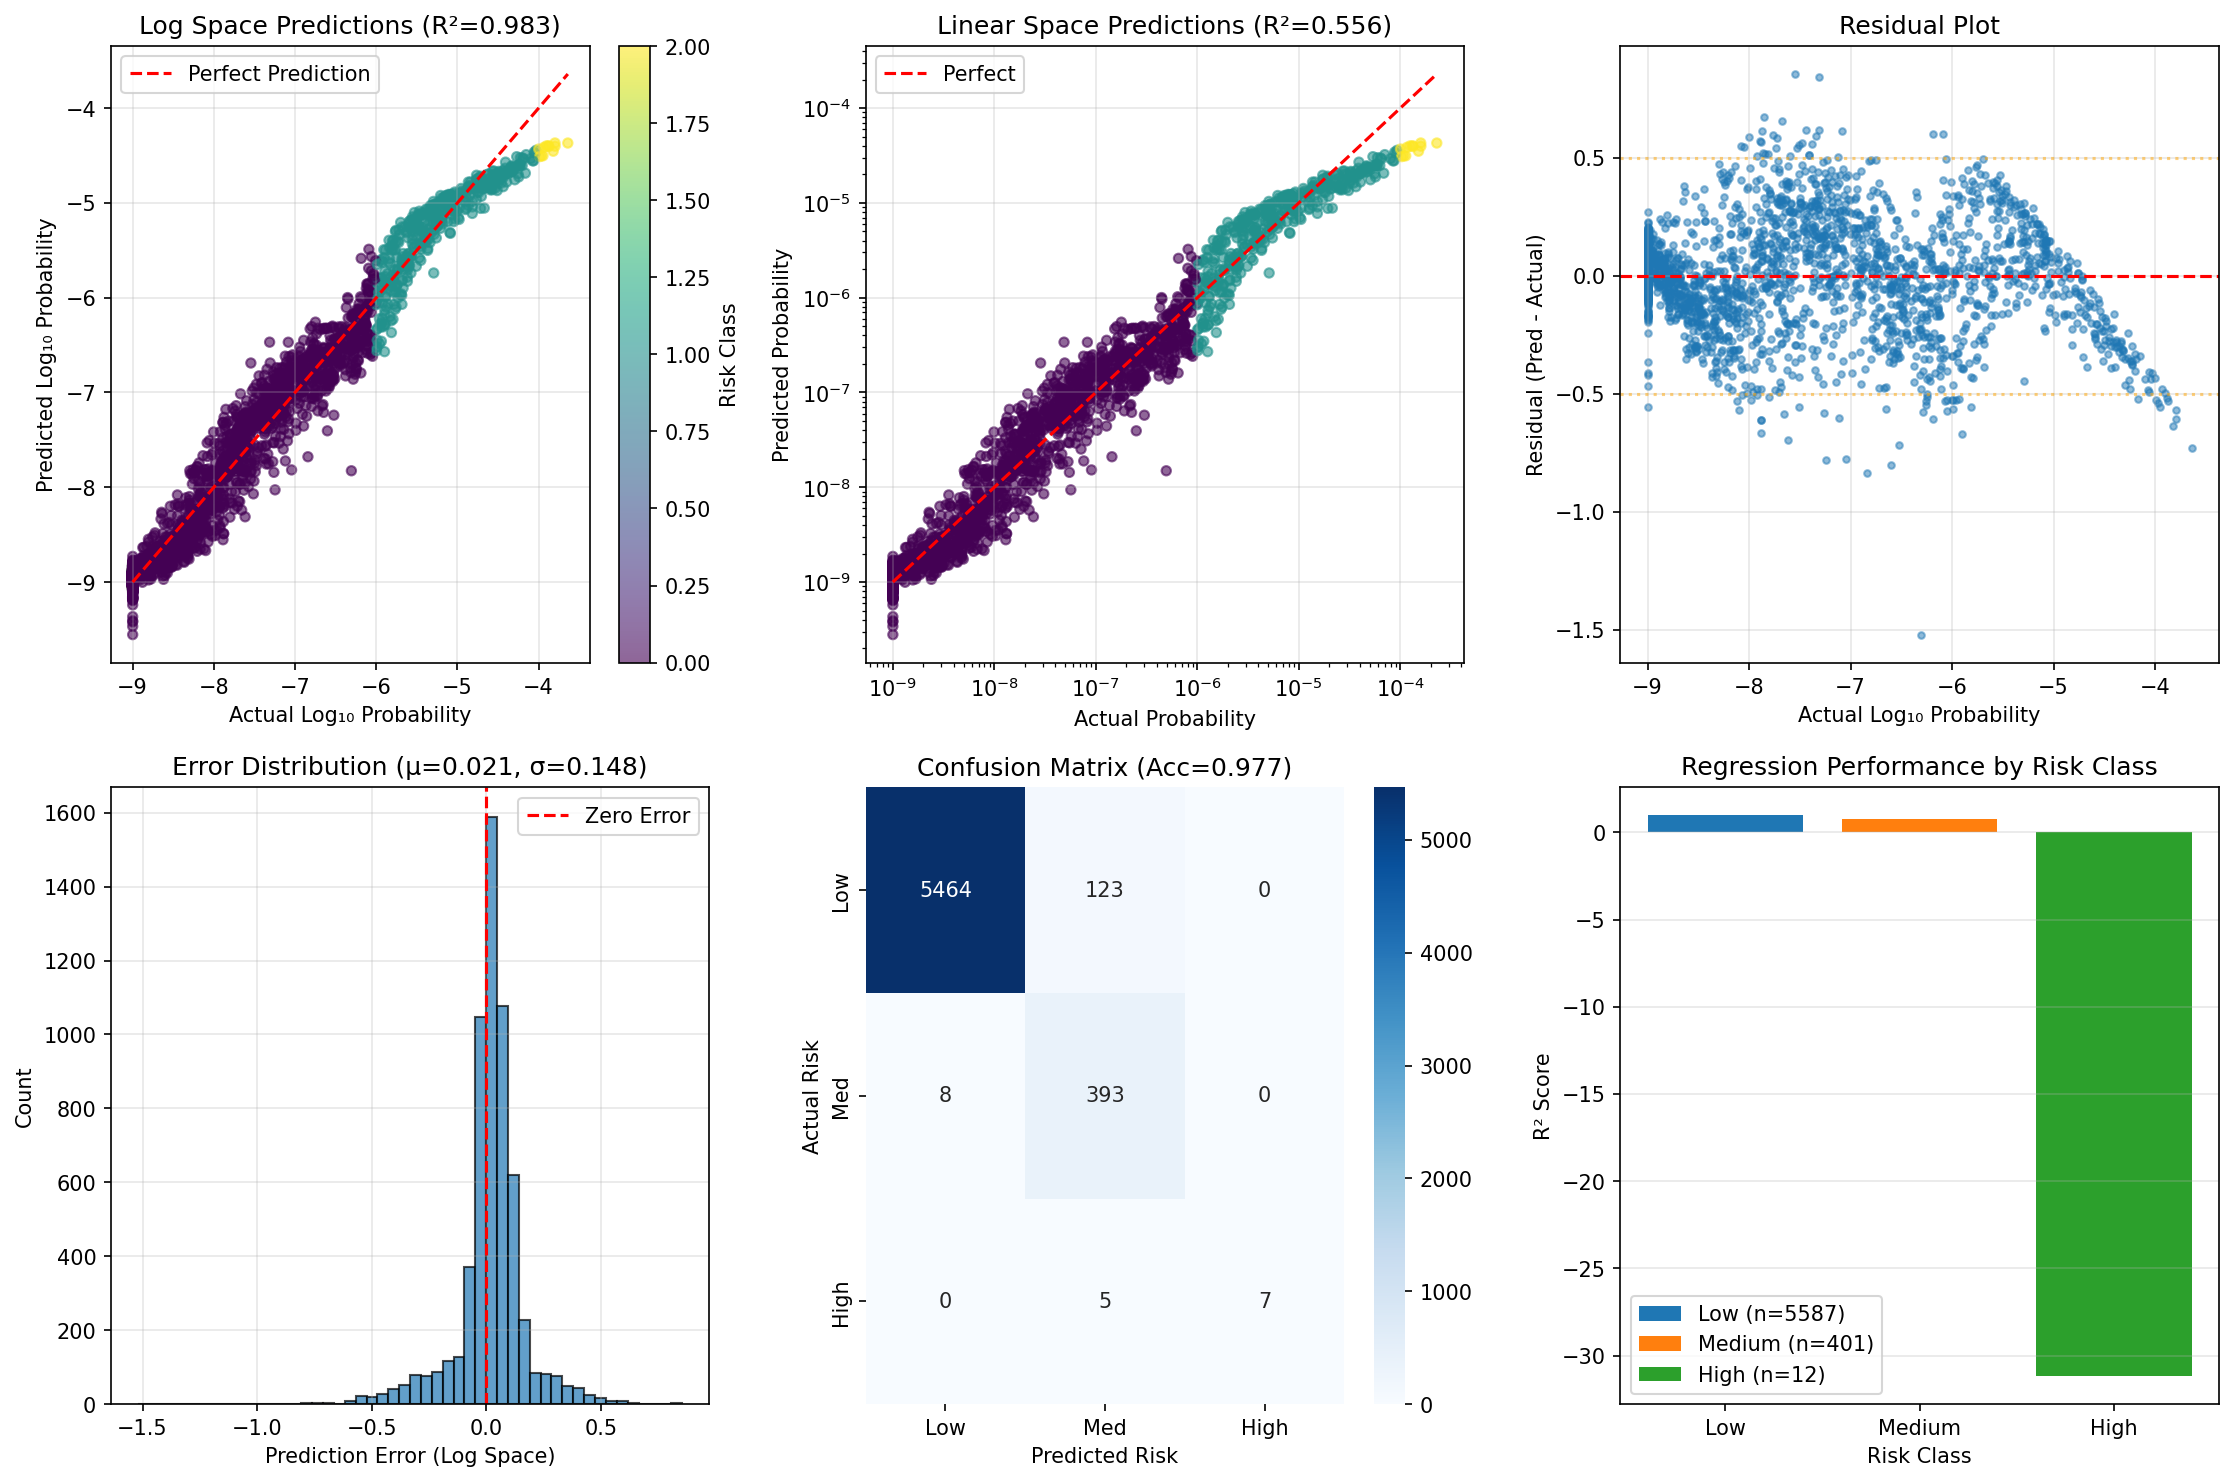 Log Space Predictions (R²=0.983)
Perfect Prediction
−4
−5
−6
−7
−8
−9
Predicted Log₁₀ Probability
−9 −8 −7 −6 −5 −4
Actual Log₁₀ Probability
2.00
1.75
1.50
1.25
1.00
0.75
0.50
0.25
0.00
Risk Class
Linear Space Predictions (R²=0.556)
Perfect
10⁻⁴
10⁻⁵
10⁻⁶
10⁻⁷
10⁻⁸
10⁻⁹
Predicted Probability
10⁻⁹ 10⁻⁸ 10⁻⁷ 10⁻⁶ 10⁻⁵ 10⁻⁴
Actual Probability
Residual Plot
0.5
0.0
−0.5
−1.0
−1.5
Residual (Pred - Actual)
−9 −8 −7 −6 −5 −4
Actual Log₁₀ Probability
Error Distribution (μ=0.021, σ=0.148)
Zero Error
1600
1400
1200
1000
800
600
400
200
0
Count
−1.5 −1.0 −0.5 0.0 0.5
Prediction Error (Log Space)
Confusion Matrix (Acc=0.977)
Low
Med
High
Actual Risk
5464 123 0
8 393 0
0 5 7
Low Med High
Predicted Risk
5000
4000
3000
2000
1000
0
Regression Performance by Risk Class
0
−5
−10
−15
−20
−25
−30
R² Score
Low (n=5587)
Medium (n=401)
High (n=12)
Low Medium High
Risk Class